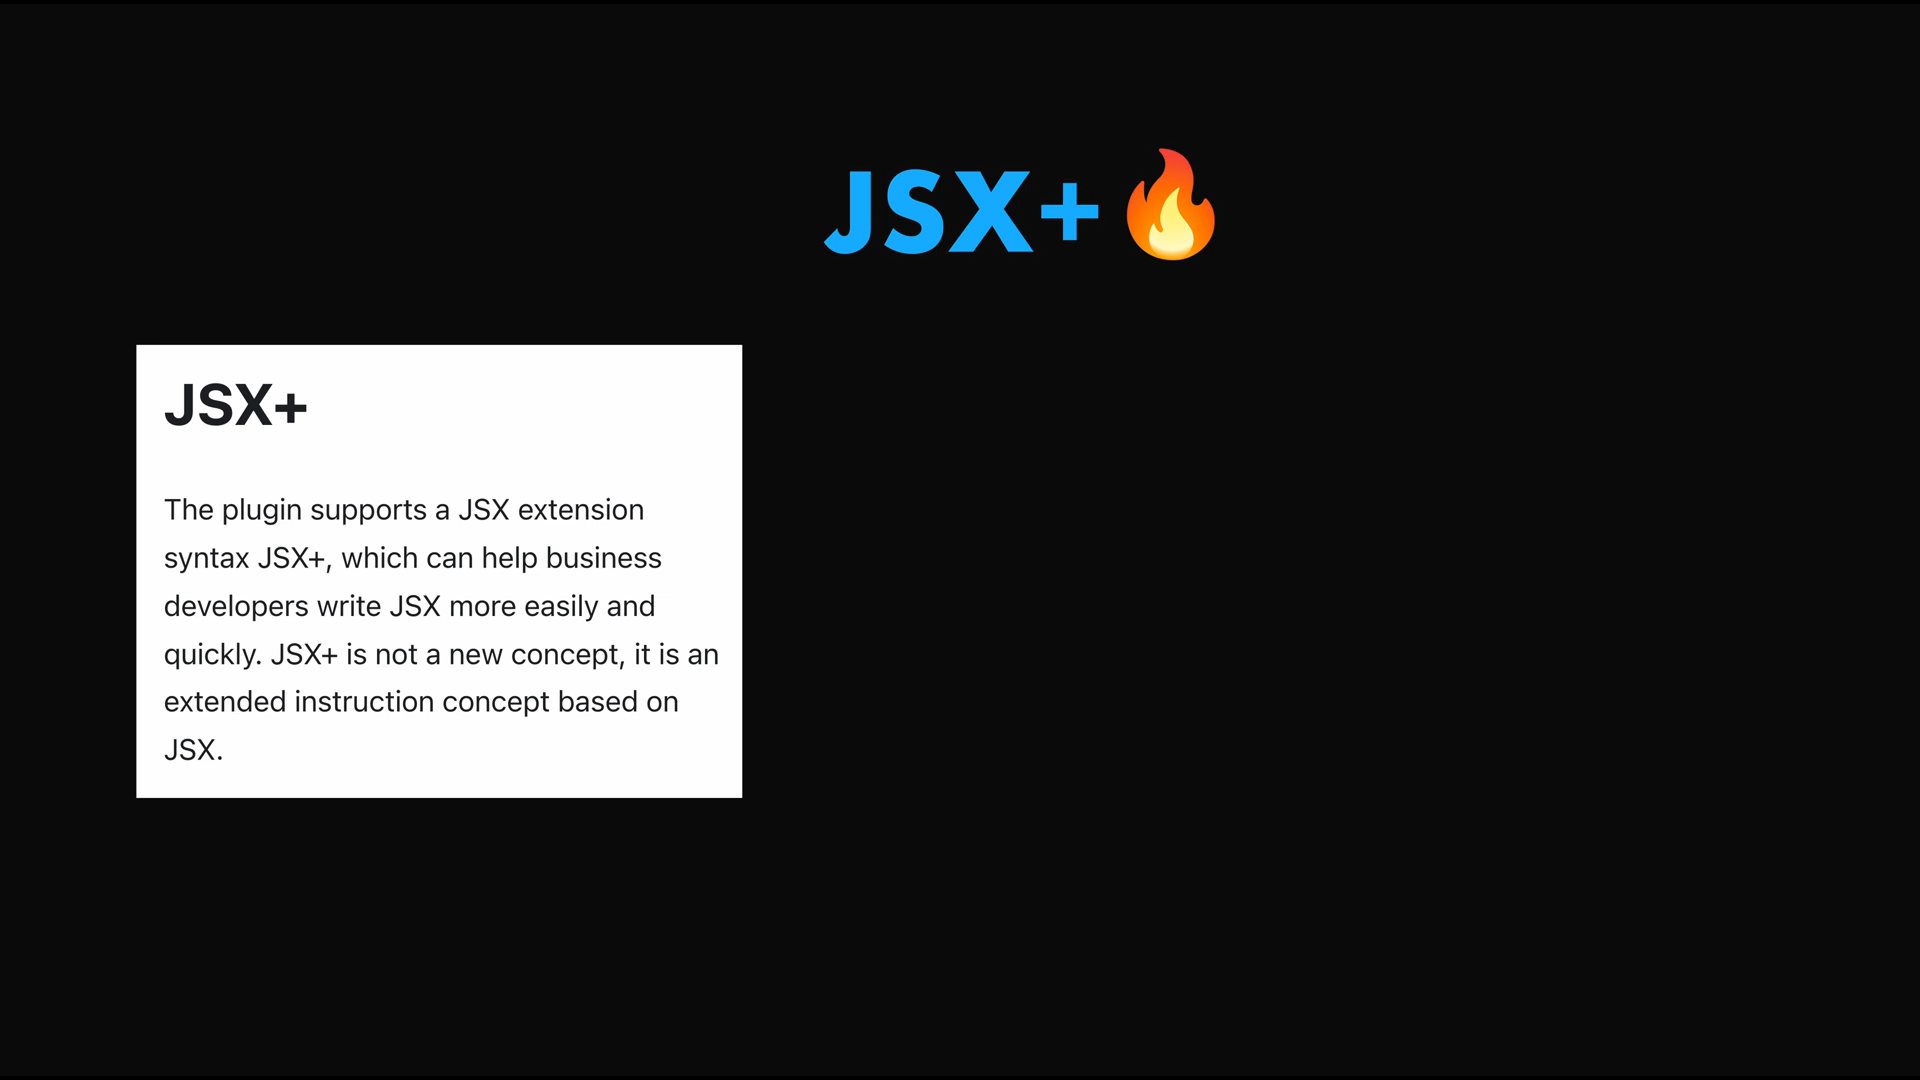 JSX+🔥
JSX+
The plugin supports a JSX extension
syntax JSX+, which can help business
developers write JSX more easily and
quickly. JSX+ is not a new concept, it is an
extended instruction concept based on
JSX.